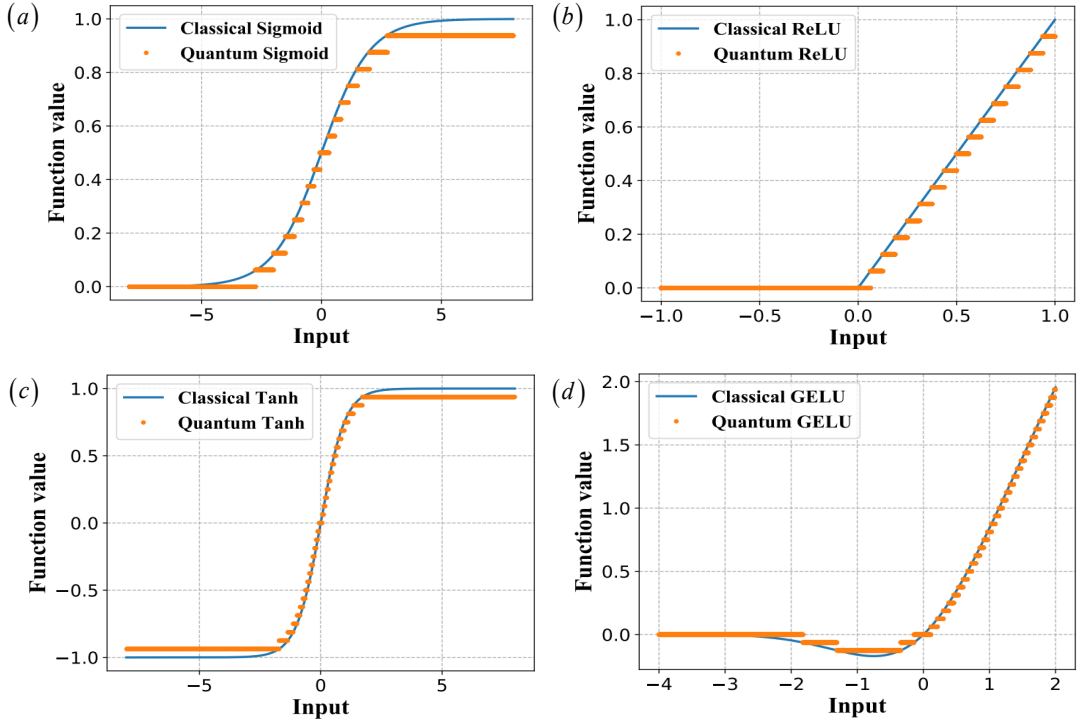 (a)
Classical Sigmoid
Quantum Sigmoid
Function value
1.0
0.8
0.6
0.4
0.2
0.0
−5 0 5
Input
(b)
Classical ReLU
Quantum ReLU
Function value
1.0
0.8
0.6
0.4
0.2
0.0
−1.0 −0.5 0.0 0.5 1.0
Input
(c)
Classical Tanh
Quantum Tanh
Function value
1.0
0.5
0.0
−0.5
−1.0
−5 0 5
Input
(d)
Classical GELU
Quantum GELU
Function value
2.0
1.5
1.0
0.5
0.0
−4 −3 −2 −1 0 1 2
Input